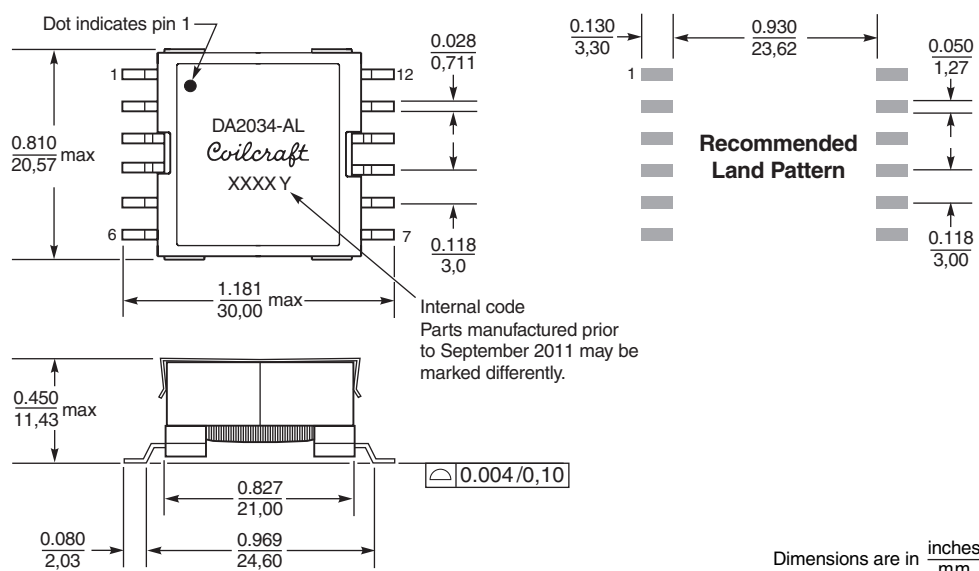 Dot indicates pin 1
1
12
DA2034-AL
Coilcraft
XXXX Y
6
7
0.810
20,57 max
0.028
0,711
0.118
3,0
1.181
30,00 max
Internal code
Parts manufactured prior
to September 2011 may be
marked differently.
0.130
3,30
0.930
23,62
0.050
1,27
1
Recommended
Land Pattern
0.118
3,00
0.450
11,43 max
0.004/0,10
0.827
21,00
0.080
2,03
0.969
24,60
Dimensions are in inches
mm